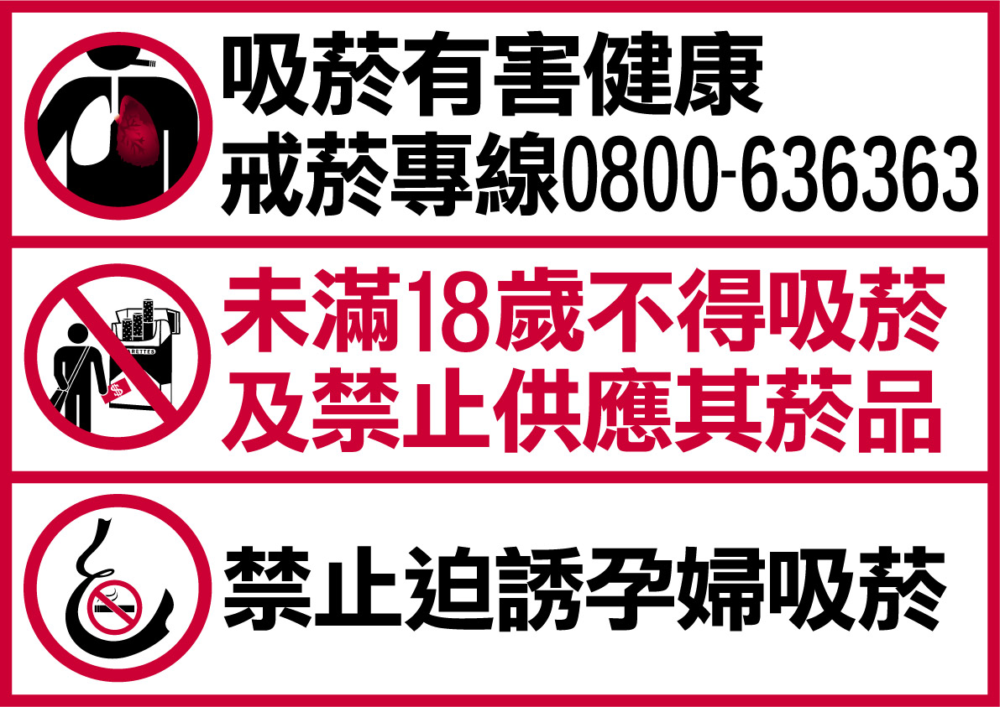 吸菸有害健康
戒菸專線0800-636363
RETTES
$
未滿18歲不得吸菸
及禁止供應其菸品
禁止迫誘孕婦吸菸